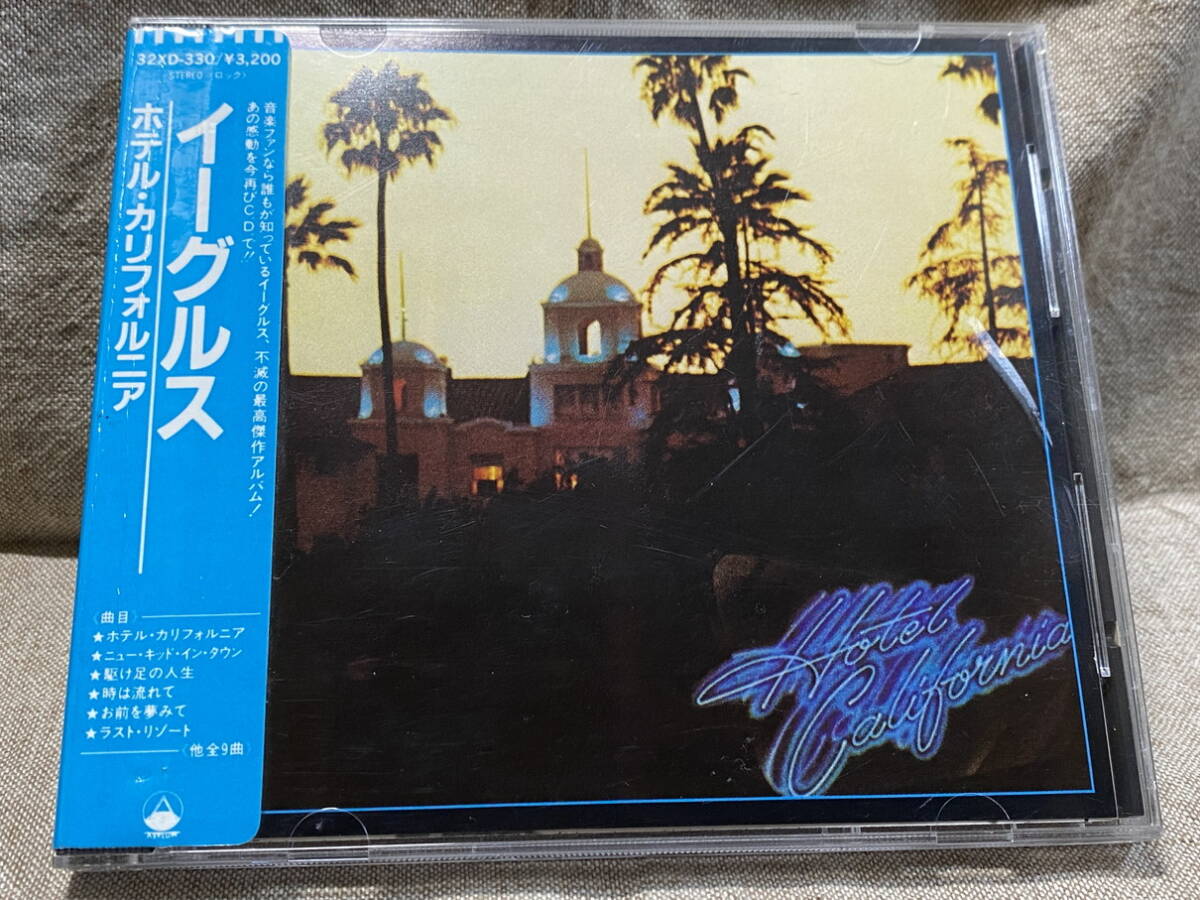 32XD-330/¥3,200
STEREO〈ロック〉
イーグルス
ホテル・カリフォルニア
音楽ファンなら誰もが知っているイーグルス、不滅の最高傑作アルバム!
あの感動を今再びC.D.で!!
〈曲目〉
★ホテル・カリフォルニア
★ニュー・キッド・イン・タウン
★駆け足の人生
★時は流れて
★お前を夢みて
★ラスト・リゾート
〈他全9曲〉
ASYLUM
Hotel
California